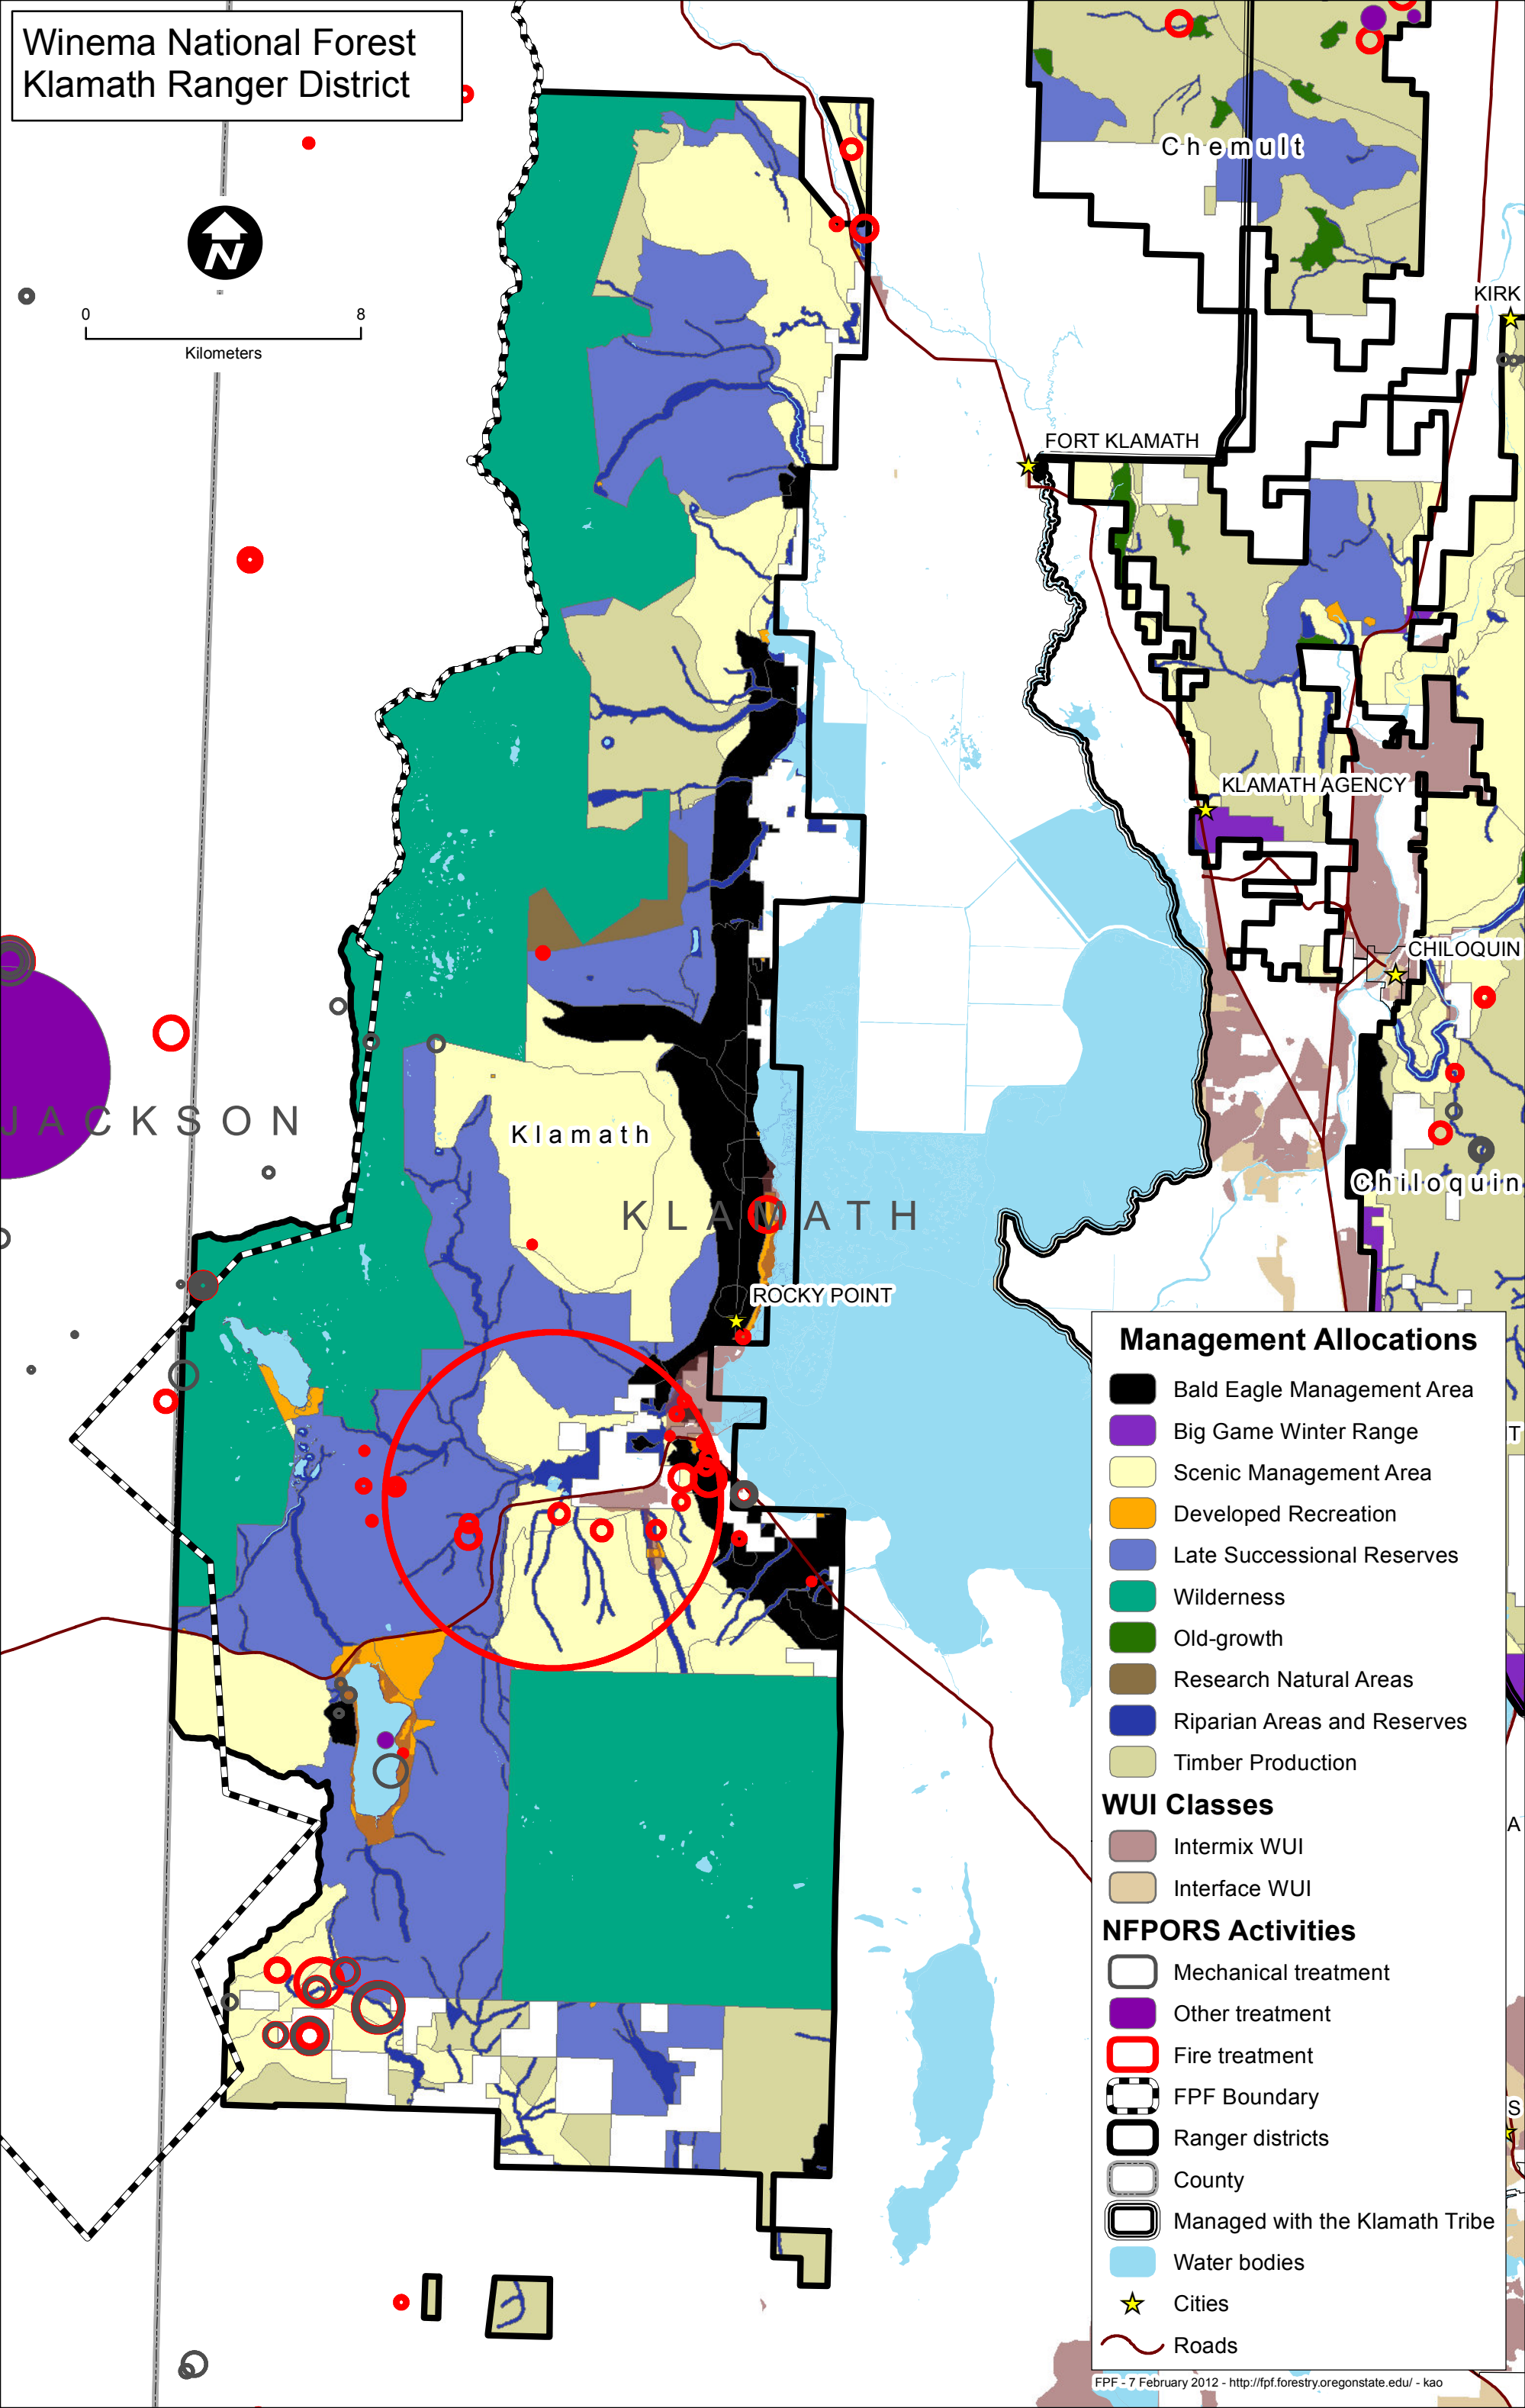 Winema National Forest
Klamath Ranger District
N
0 8
Kilometers
Chemult
KIRK
FORT KLAMATH
KLAMATH AGENCY
CHILOQUIN
JACKSON
Klamath
Chiloquin
KLAMATH
ROCKY POINT
Management Allocations
Bald Eagle Management Area
Big Game Winter Range
T
Scenic Management Area
Developed Recreation
Late Successional Reserves
Wilderness
Old-growth
Research Natural Areas
Riparian Areas and Reserves
Timber Production
WUI Classes
A
Intermix WUI
Interface WUI
NFPORS Activities
Mechanical treatment
Other treatment
Fire treatment
FPF Boundary
S
Ranger districts
County
Managed with the Klamath Tribe
Water bodies
Cities
Roads
FPF - 7 February 2012 - http://fpf.forestry.oregonstate.edu/ - kao